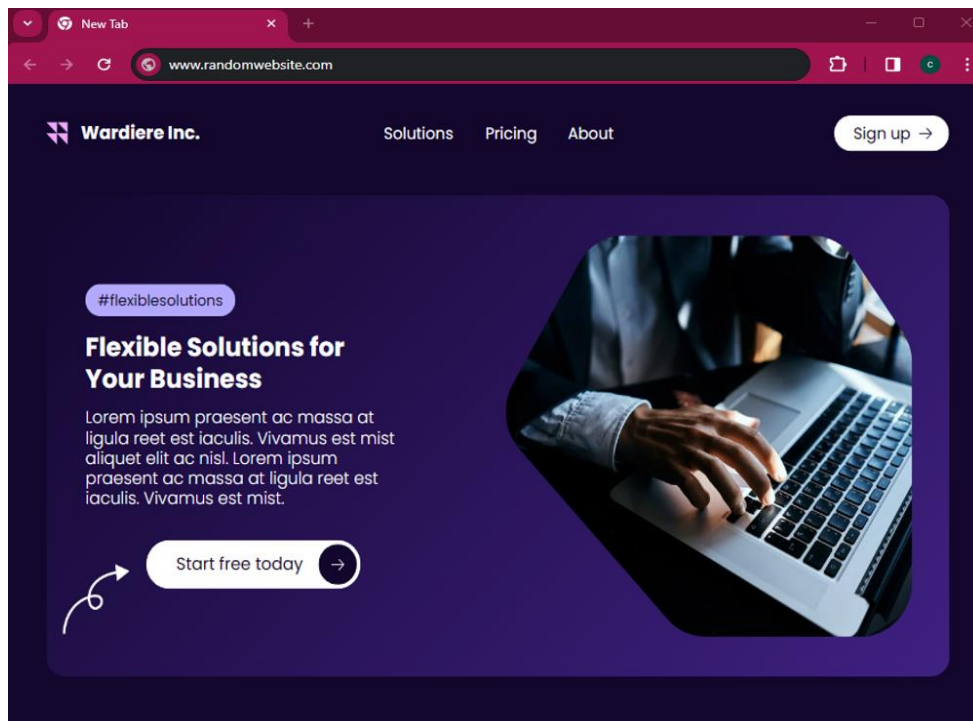 New Tab
www.randomwebsite.com
c
Wardiere Inc.
Solutions Pricing About
Sign up
#flexiblesolutions
Flexible Solutions for
Your Business
Lorem ipsum praesent ac massa at
ligula reet est iaculis. Vivamus est mist
aliquet elit ac nisl. Lorem ipsum
praesent ac massa at ligula reet est
iaculis. Vivamus est mist.
Start free today